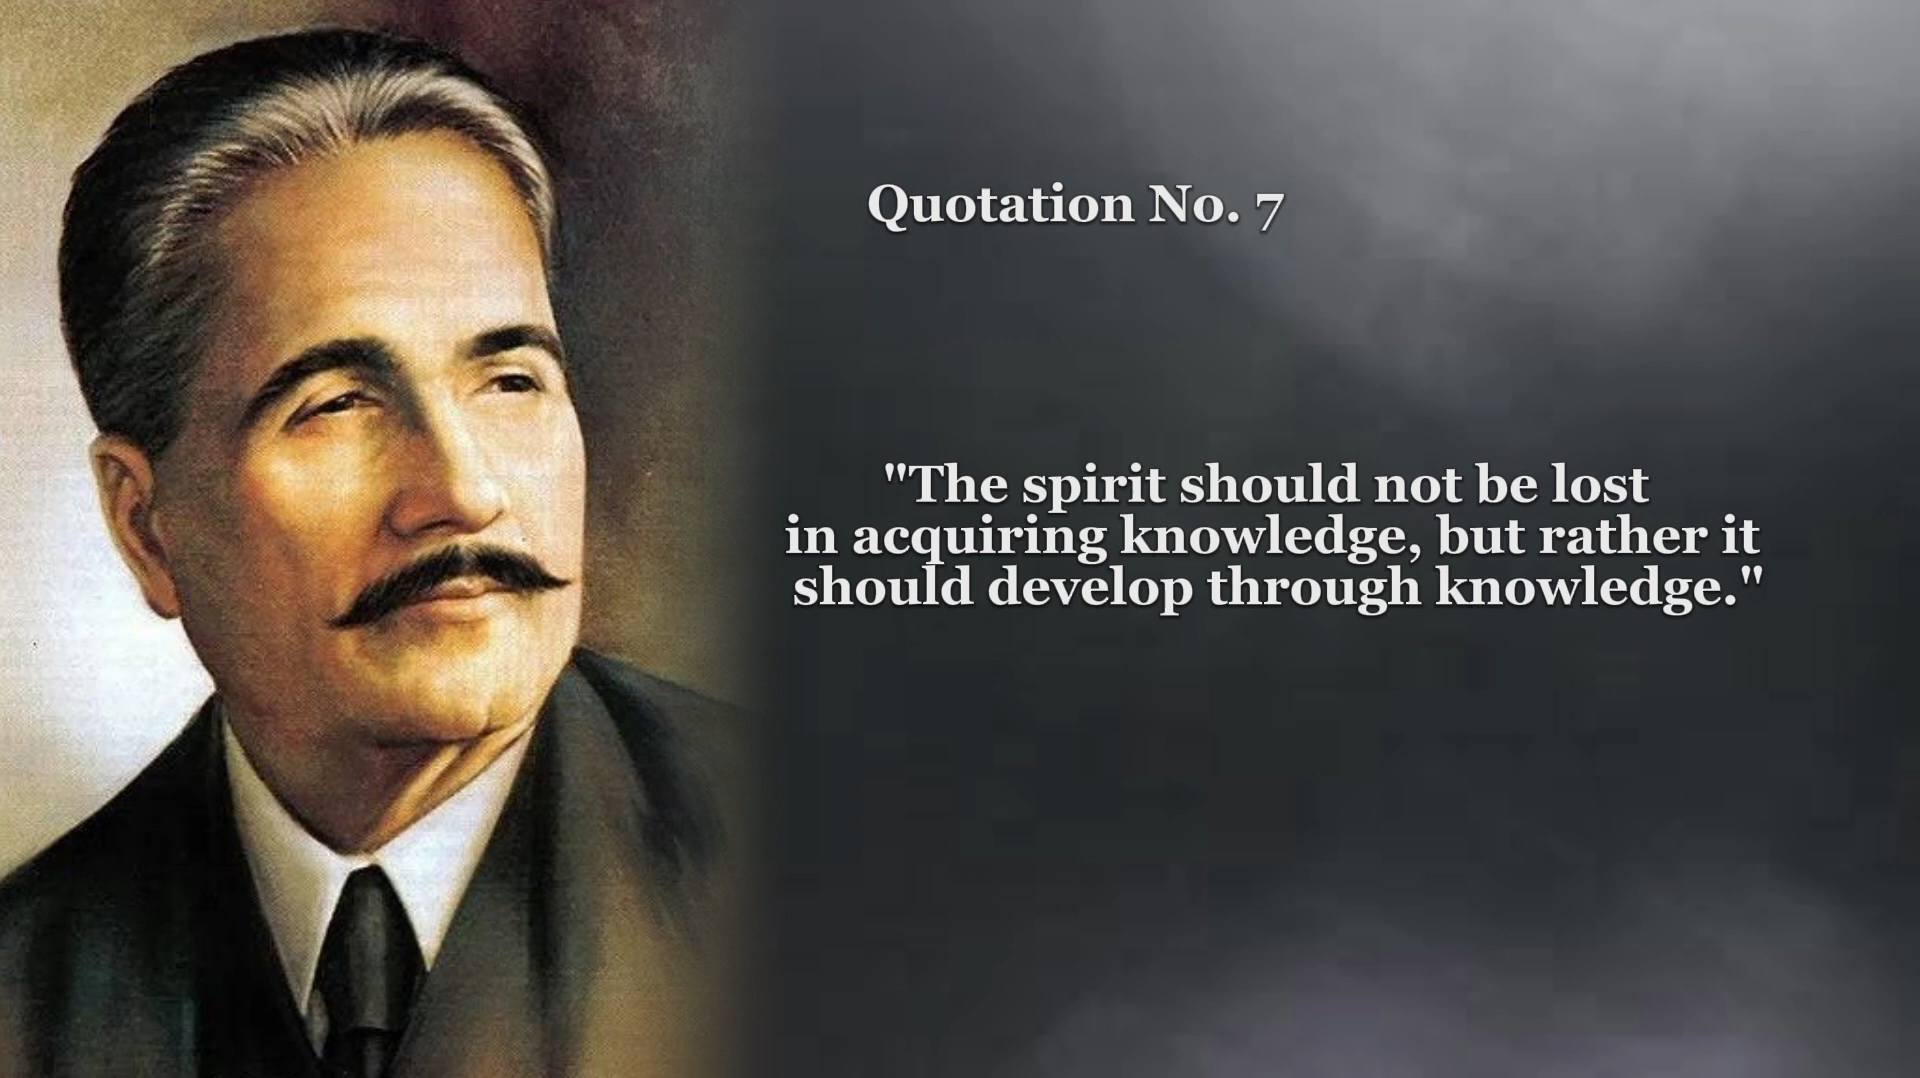 Quotation No. 7
"The spirit should not be lost
in acquiring knowledge, but rather it
should develop through knowledge."